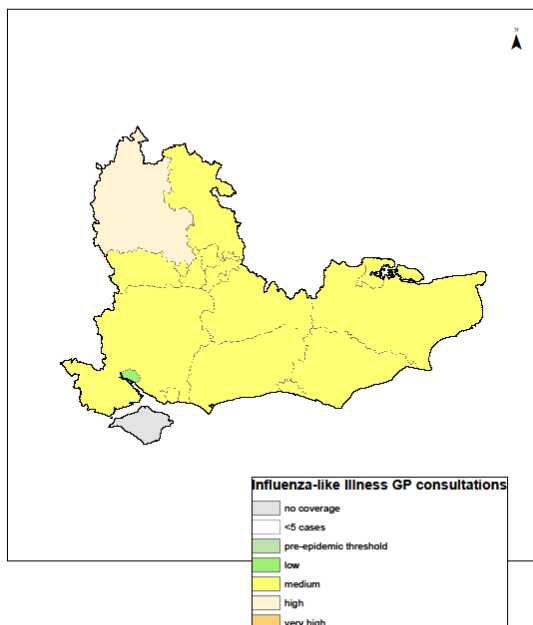 N
Influenza-like Illness GP consultations
no coverage
<5 cases
pre-epidemic threshold
low
medium
high
very high